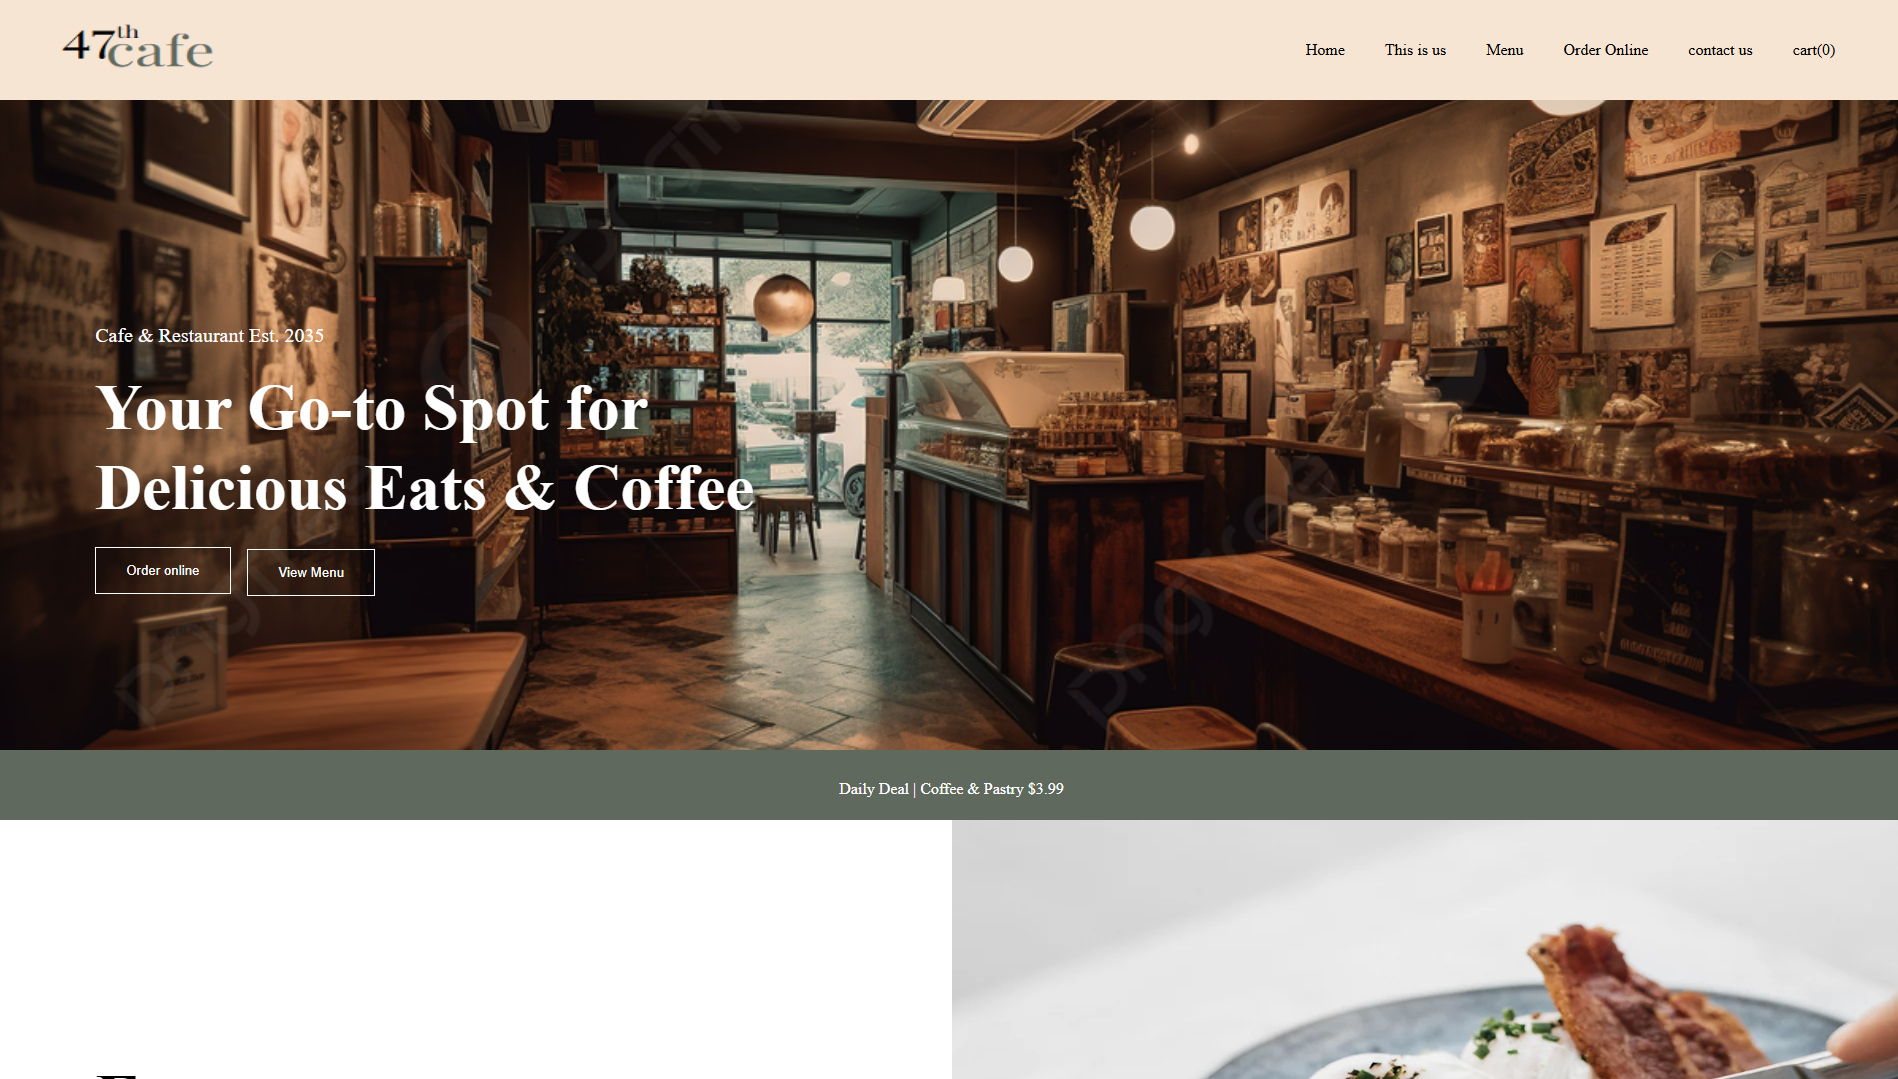 47th cafe
Home
This is us
Menu
Order Online
contact us
cart(0)
Cafe & Restaurant Est. 2035
Your Go-to Spot for
Delicious Eats & Coffee
Order online
View Menu
Daily Deal | Coffee & Pastry $3.99
pngtree